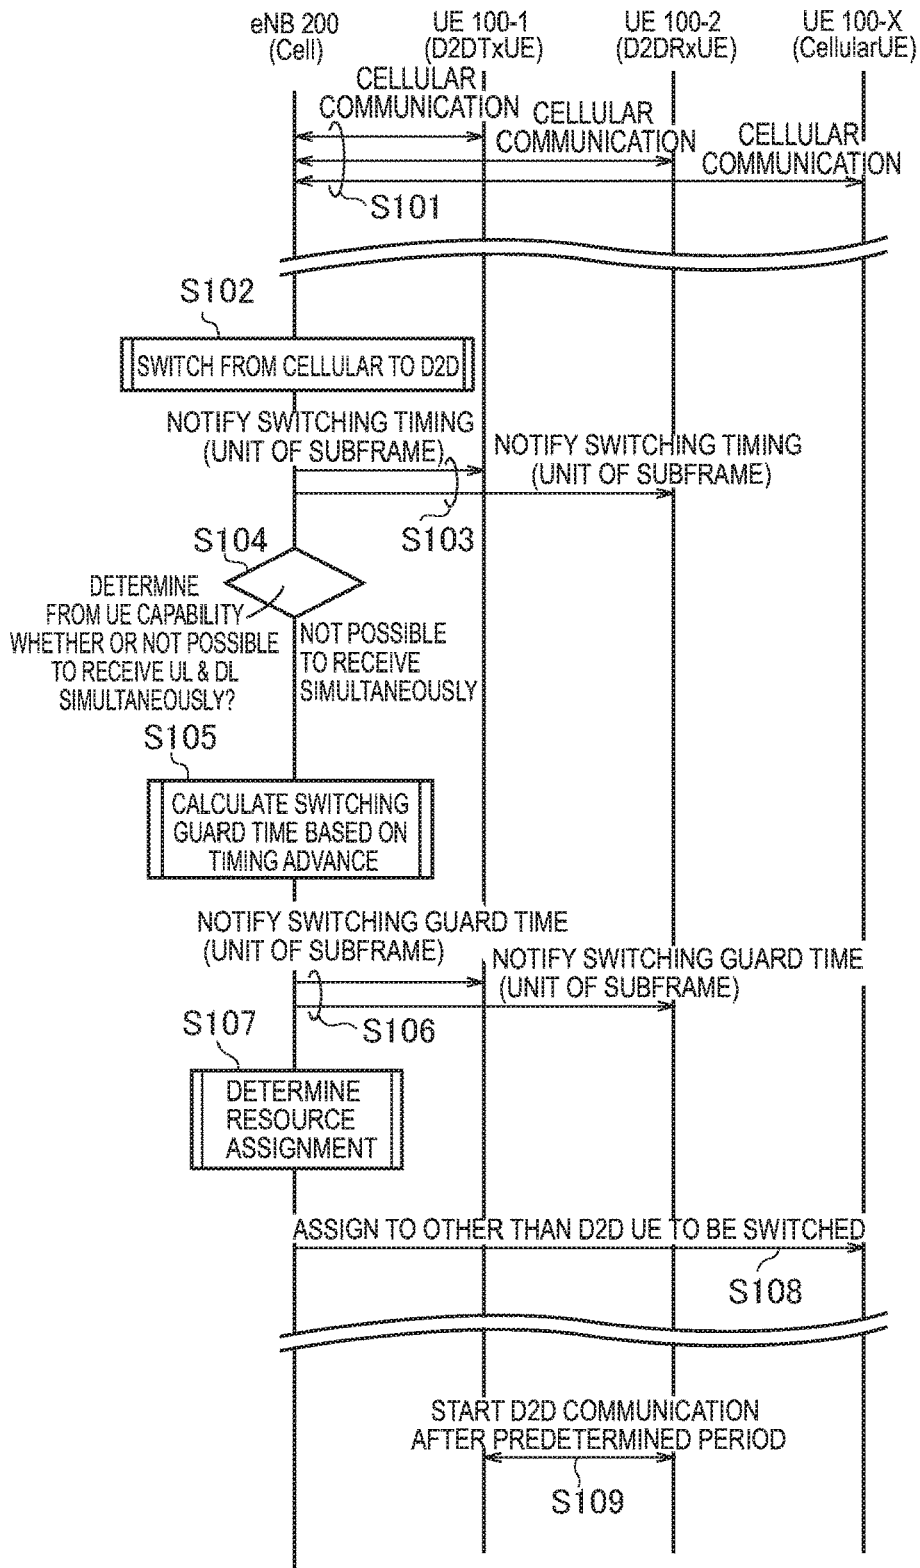 eNB 200
(Cell)
UE 100-1
(D2DTxUE)
UE 100-2
(D2DRxUE)
UE 100-X
(CellularUE)
CELLULAR
COMMUNICATION
CELLULAR
COMMUNICATION
CELLULAR
COMMUNICATION
S101
S102
SWITCH FROM CELLULAR TO D2D
NOTIFY SWITCHING TIMING
(UNIT OF SUBFRAME)
NOTIFY SWITCHING TIMING
(UNIT OF SUBFRAME)
S103
S104
DETERMINE
FROM UE CAPABILITY
WHETHER OR NOT POSSIBLE
TO RECEIVE UL & DL
SIMULTANEOUSLY?
NOT POSSIBLE
TO RECEIVE
SIMULTANEOUSLY
S105
CALCULATE SWITCHING
GUARD TIME BASED ON
TIMING ADVANCE
NOTIFY SWITCHING GUARD TIME
(UNIT OF SUBFRAME)
NOTIFY SWITCHING GUARD TIME
(UNIT OF SUBFRAME)
S106
S107
DETERMINE
RESOURCE
ASSIGNMENT
ASSIGN TO OTHER THAN D2D UE TO BE SWITCHED
S108
START D2D COMMUNICATION
AFTER PREDETERMINED PERIOD
S109